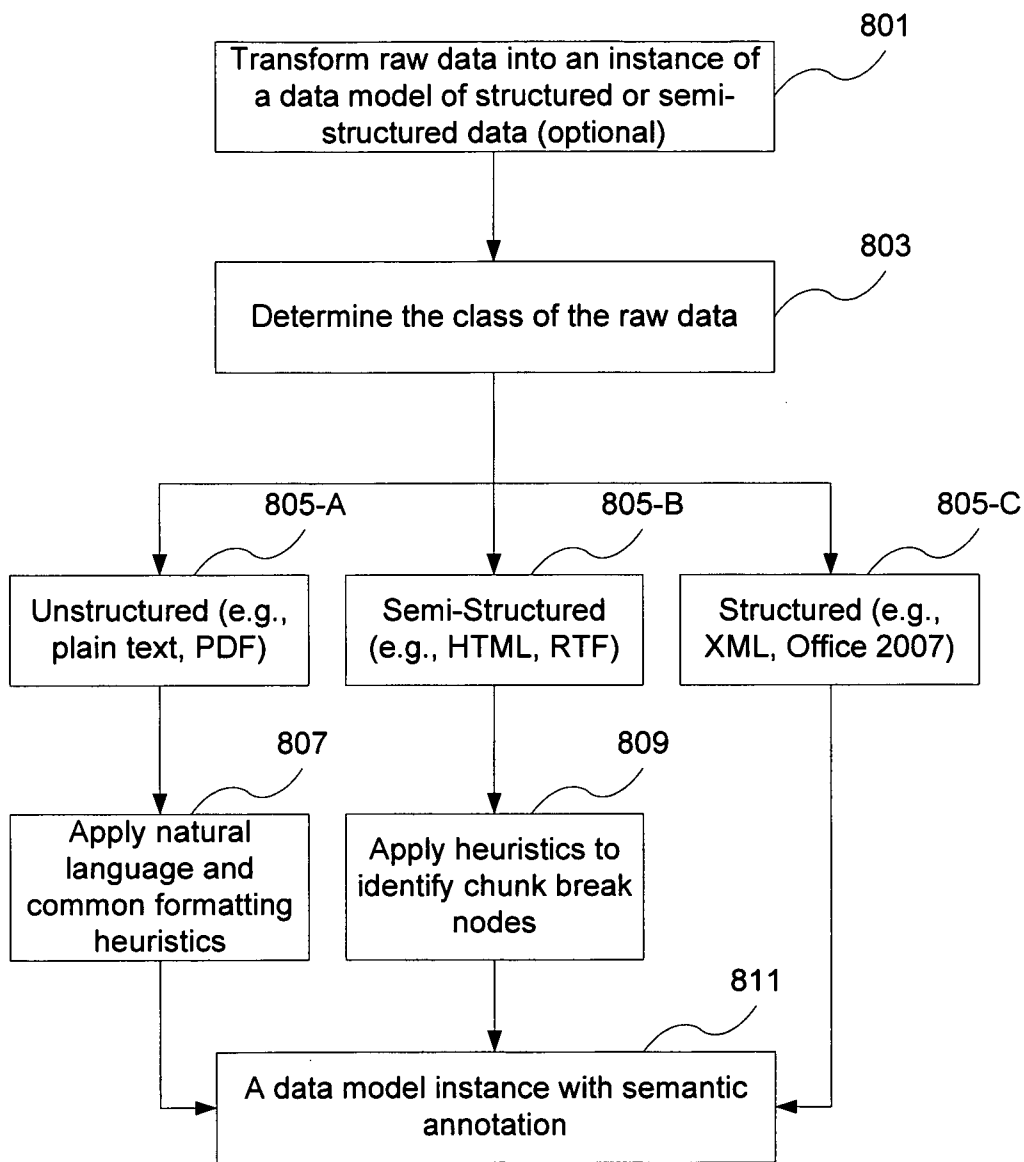 801
Transform raw data into an instance of
a data model of structured or semi-
structured data (optional)
803
Determine the class of the raw data
805-A
805-B
805-C
Unstructured (e.g.,
plain text, PDF)
Semi-Structured
(e.g., HTML, RTF)
Structured (e.g.,
XML, Office 2007)
807
809
Apply natural
language and
common formatting
heuristics
Apply heuristics to
identify chunk break
nodes
811
A data model instance with semantic
annotation